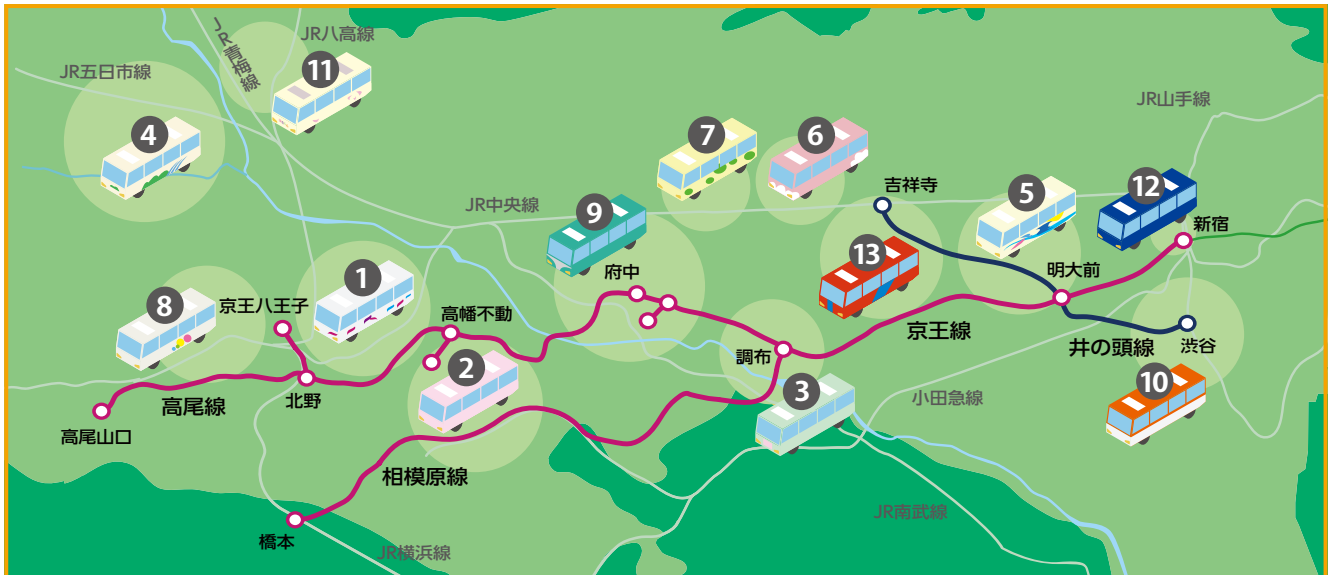 JR八高線
JR青梅線
11
JR五日市線
JR山手線
4
7
6
吉祥寺
5
12
JR中央線
9
新宿
13
府中
明大前
1
京王八王子
8
高幡不動
京王線
井の頭線
渋谷
調布
2
3
10
北野
高尾線
小田急線
高尾山口
相模原線
JR南武線
橋本
JR横浜線